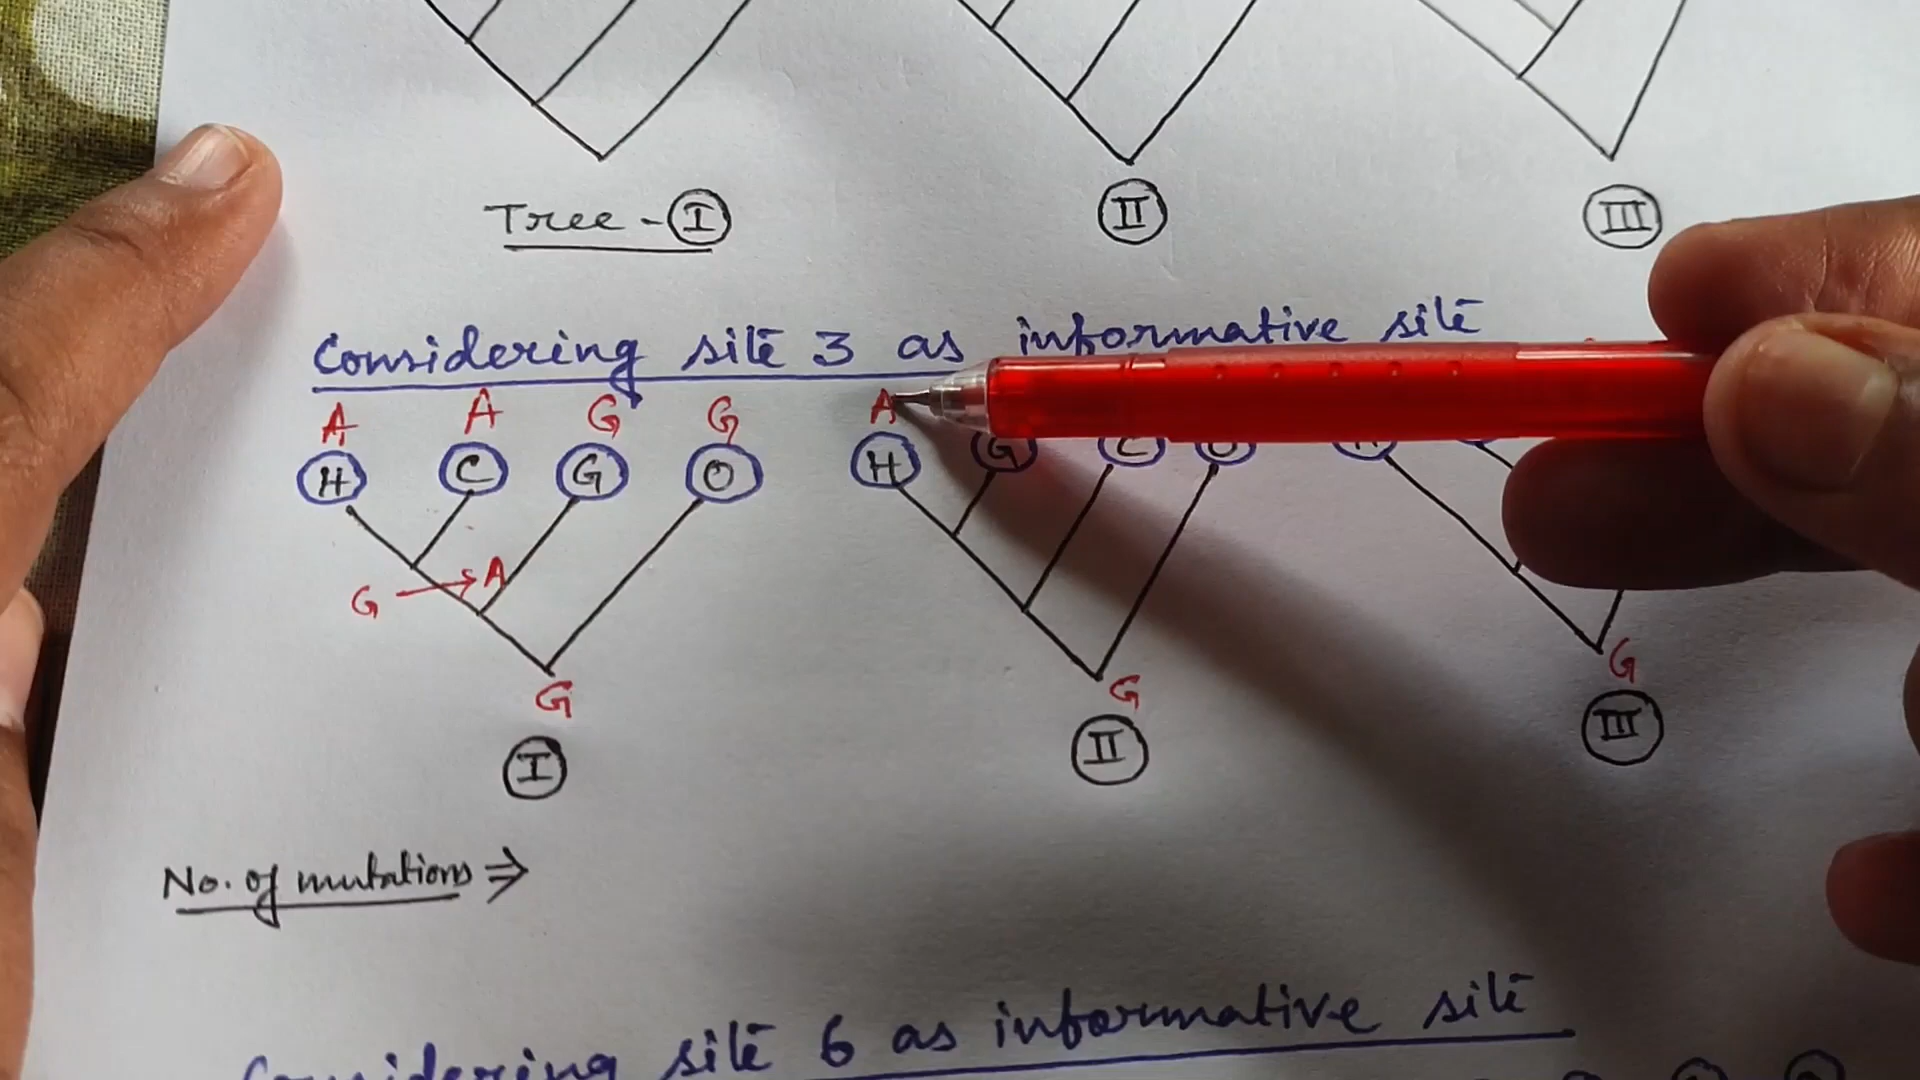 Tree - I
II
III
Considering site 3 as informative site
A A G G A
H C G O H G C O
G → A
G G G
I II III
No. of mutations ⇒
Considering site 6 as informative site